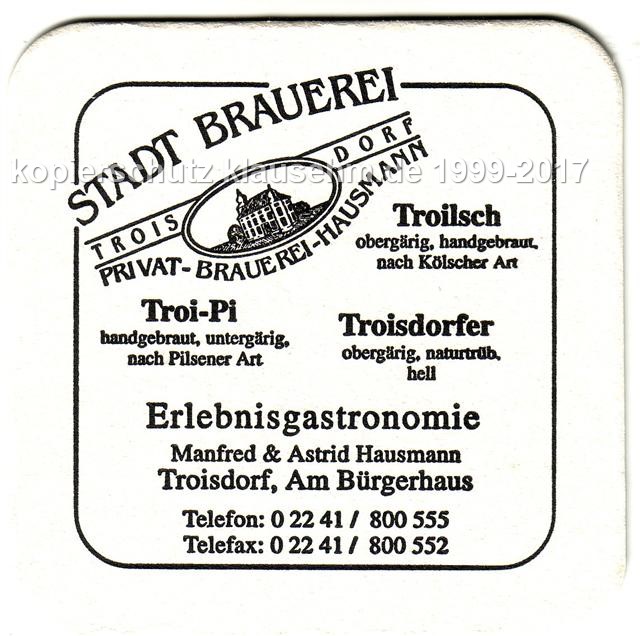 STADT BRAUEREI
TROIS DORF
PRIVAT-BRAUEREI-HAUSMANN
kopierschutz klausehm.de 1999-2017
Troilsch
obergärig, handgebraut,
nach Kölscher Art
Troi-Pi
handgebraut, untergärig,
nach Pilsener Art
Troisdorfer
obergärig, naturtrüb,
hell
Erlebnisgastronomie
Manfred & Astrid Hausmann
Troisdorf, Am Bürgerhaus
Telefon: 0 22 41 / 800 555
Telefax: 0 22 41 / 800 552